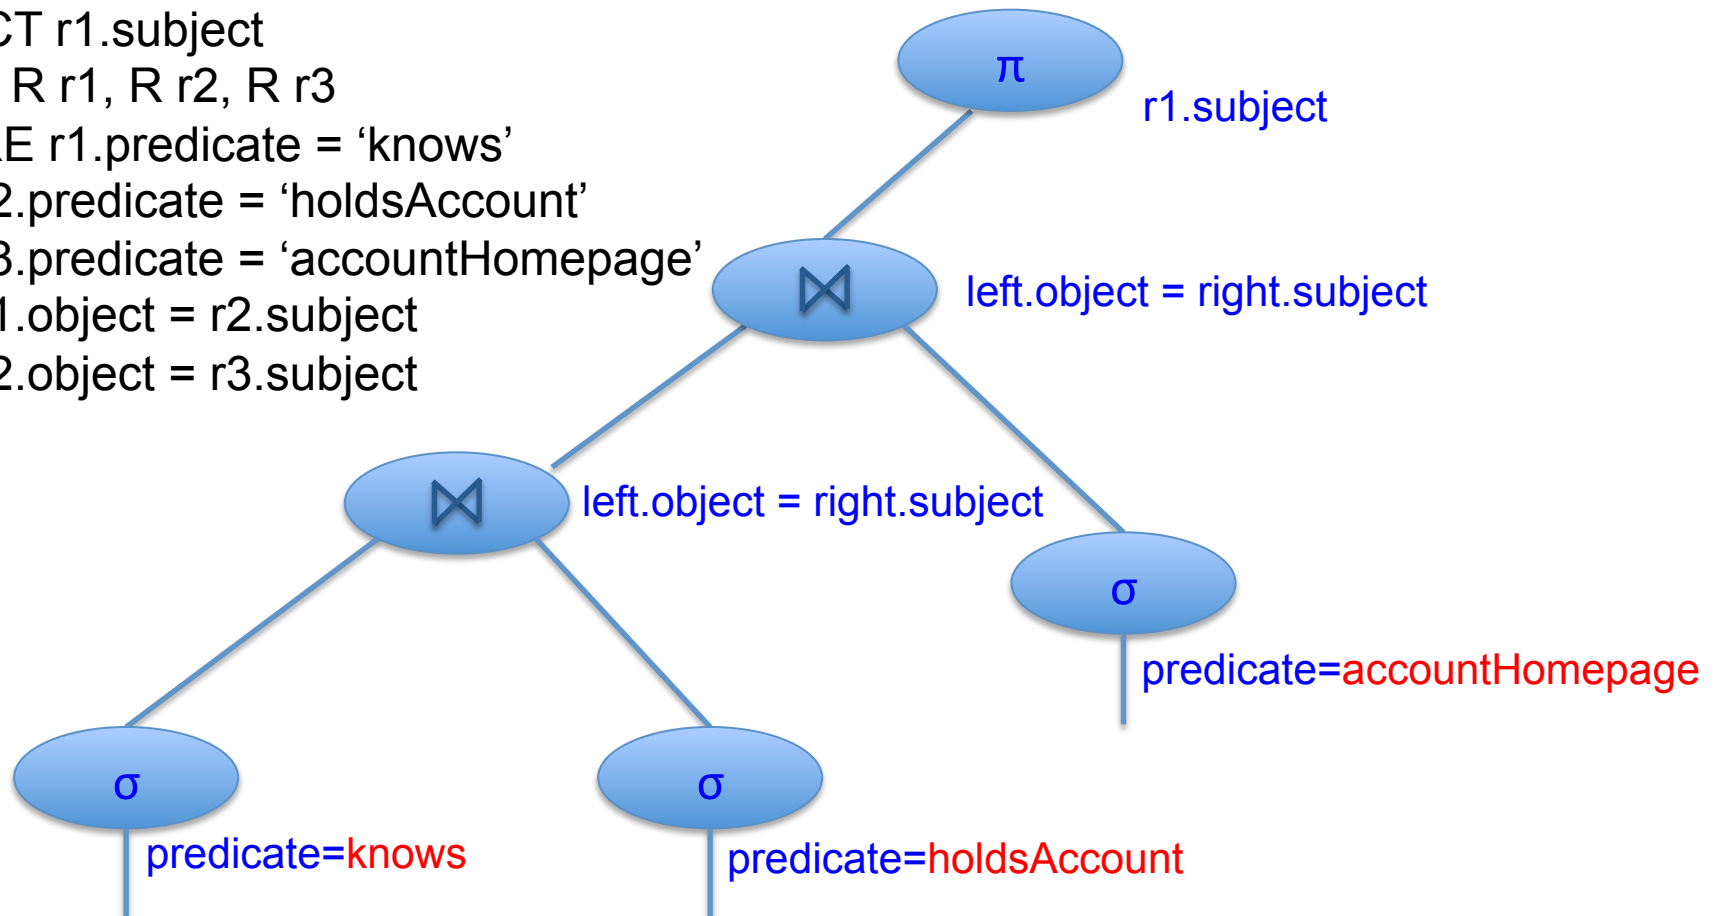 CT r1.subject
R r1, R r2, R r3
RE r1.predicate = ‘knows’
2.predicate = ‘holdsAccount’
3.predicate = ‘accountHomepage’
1.object = r2.subject
2.object = r3.subject
π
r1.subject
⋈
left.object = right.subject
⋈
left.object = right.subject
σ
predicate=accountHomepage
σ
predicate=knows
σ
predicate=holdsAccount